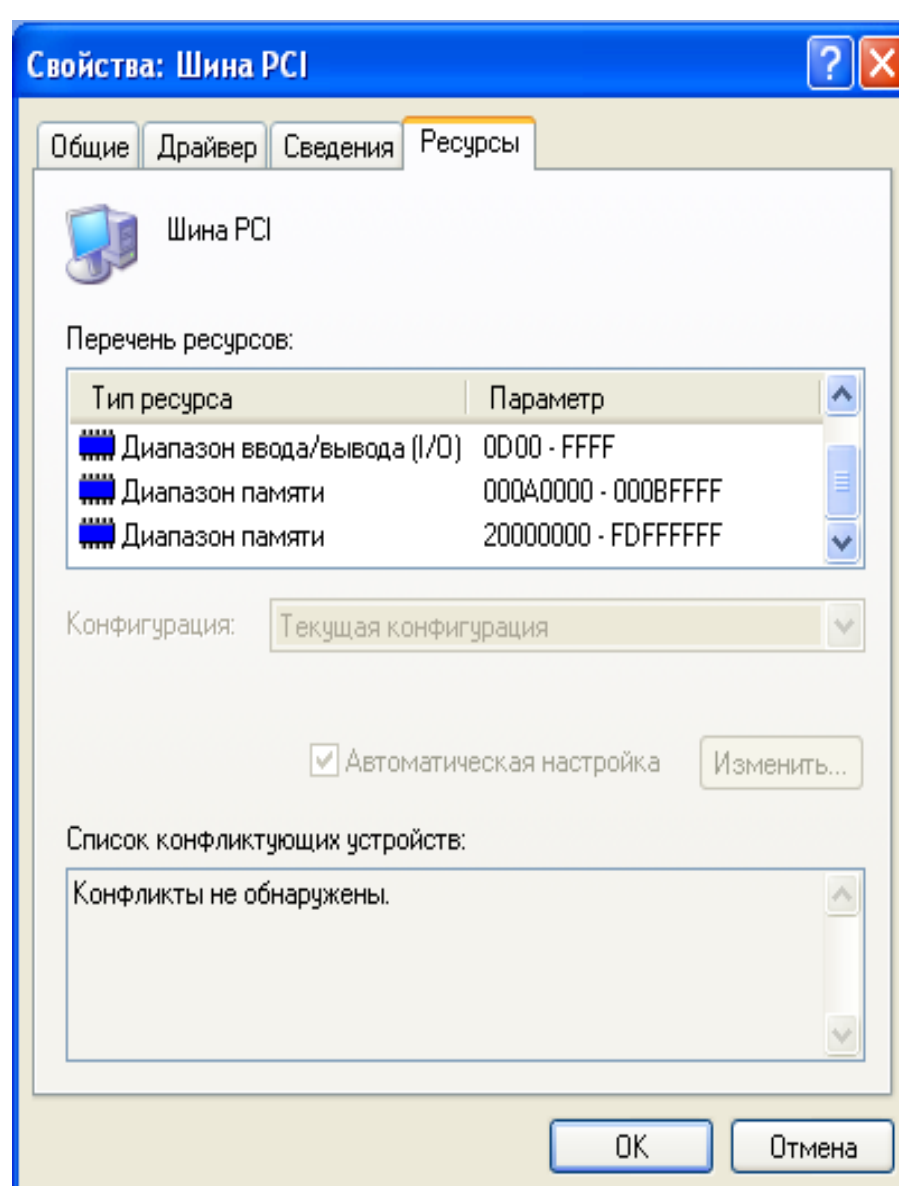 Свойства: Шина PCI
Общие Драйвер Сведения Ресурсы
Шина PCI
Перечень ресурсов:
Тип ресурса Параметр
Диапазон ввода/вывода (I/O) 0D00 - FFFF
Диапазон памяти 000A0000 - 000BFFFF
Диапазон памяти 20000000 - FDFFFFFF
Конфигурация: Текущая конфигурация
Автоматическая настройка Изменить...
Список конфликтующих устройств:
Конфликты не обнаружены.
OK Отмена